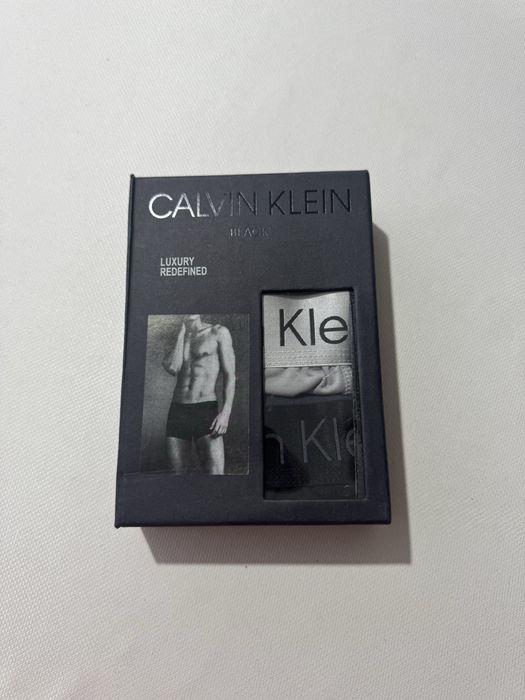 CALVIN KLEIN
BLACK
LUXURY
REDEFINED
Kle
n Kle